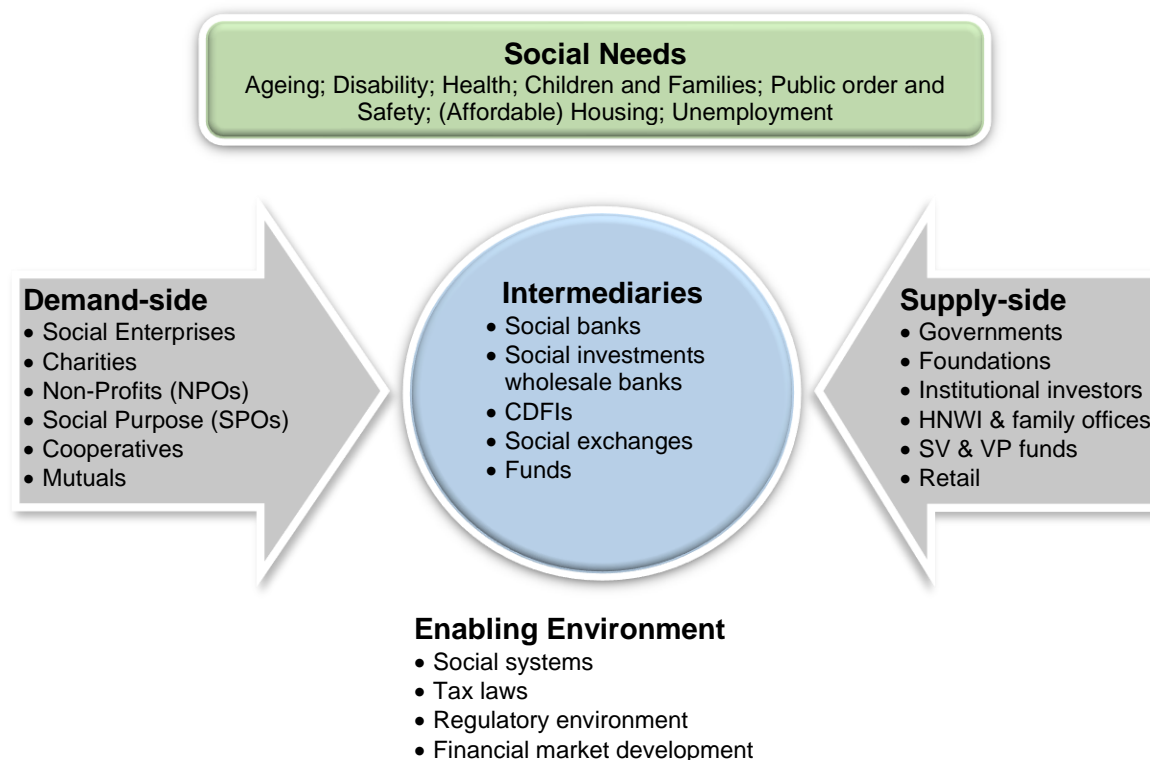 Social Needs
Ageing; Disability; Health; Children and Families; Public order and
Safety; (Affordable) Housing; Unemployment
Demand-side
• Social Enterprises
• Charities
• Non-Profits (NPOs)
• Social Purpose (SPOs)
• Cooperatives
• Mutuals
Intermediaries
• Social banks
• Social investments
wholesale banks
• CDFIs
• Social exchanges
• Funds
Supply-side
• Governments
• Foundations
• Institutional investors
• HNWI & family offices
• SV & VP funds
• Retail
Enabling Environment
• Social systems
• Tax laws
• Regulatory environment
• Financial market development